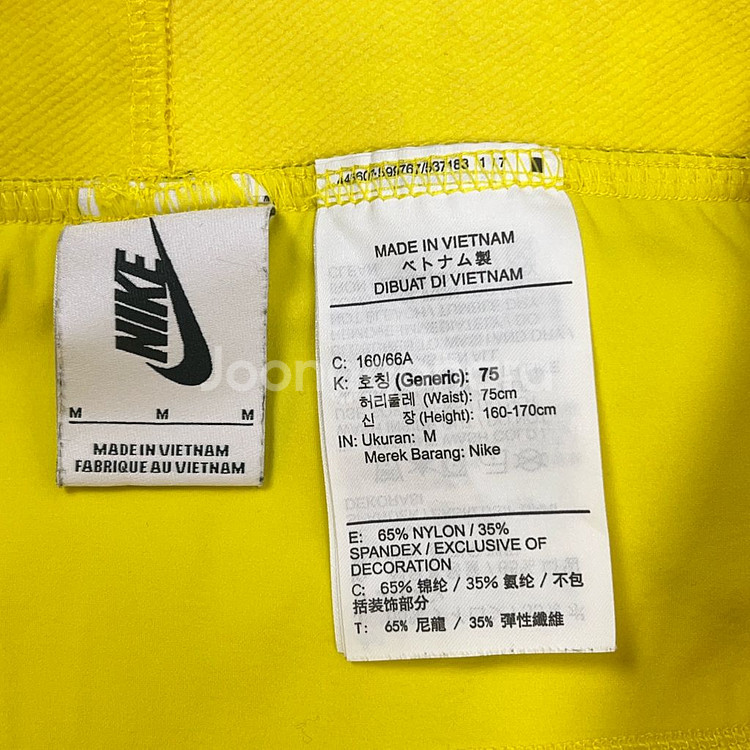 NIKE
M M M
MADE IN VIETNAM
FABRIQUE AU VIETNAM
MADE IN VIETNAM
ベトナム製
DIBUAT DI VIETNAM
C: 160/66A
K: 호칭 (Generic): 75
허리둘레 (Waist): 75cm
신 장 (Height): 160-170cm
IN: Ukuran: M
Merek Barang: Nike
E: 65% NYLON / 35%
SPANDEX / EXCLUSIVE OF
DECORATION
C: 65% 锦纶 / 35% 氨纶 / 不包
括装饰部分
T: 65% 尼龍 / 35% 彈性纖維